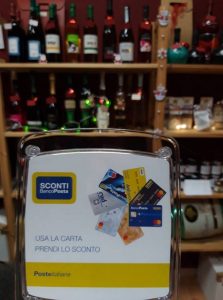 SCONTI
BancoPosta
USA LA CARTA
PRENDI LO SCONTO
Posteitaliane